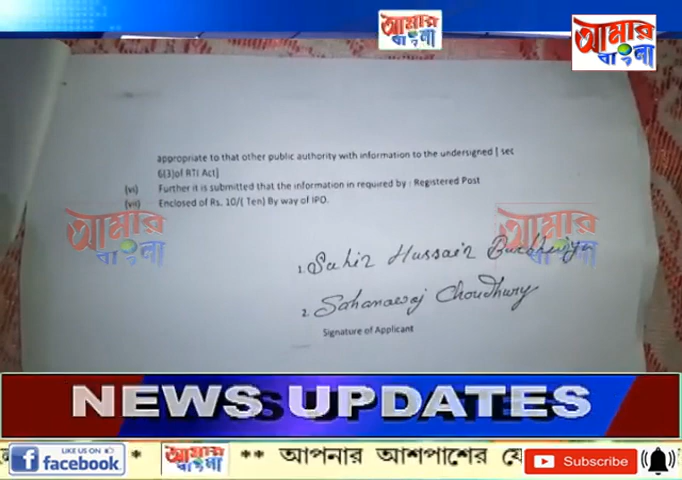 আমার
বাংলা
আমার
বাংলা
appropriate to that other public authority with information to the undersigned [ sec
6(3)of RTI Act]
(vi) Further it is submitted that the information in required by : Registered Post
(vii) Enclosed of Rs. 10/( Ten) By way of IPO.
আমার
বাংলা
আমার
বাংলা
1. Sahir Hussain
2. Sahanawaj Choudhury
Signature of Applicant
NEWS UPDATES
LIKE US ON
facebook
* আমার বাংলা ** আপনার আশপাশের যে
Subscribe